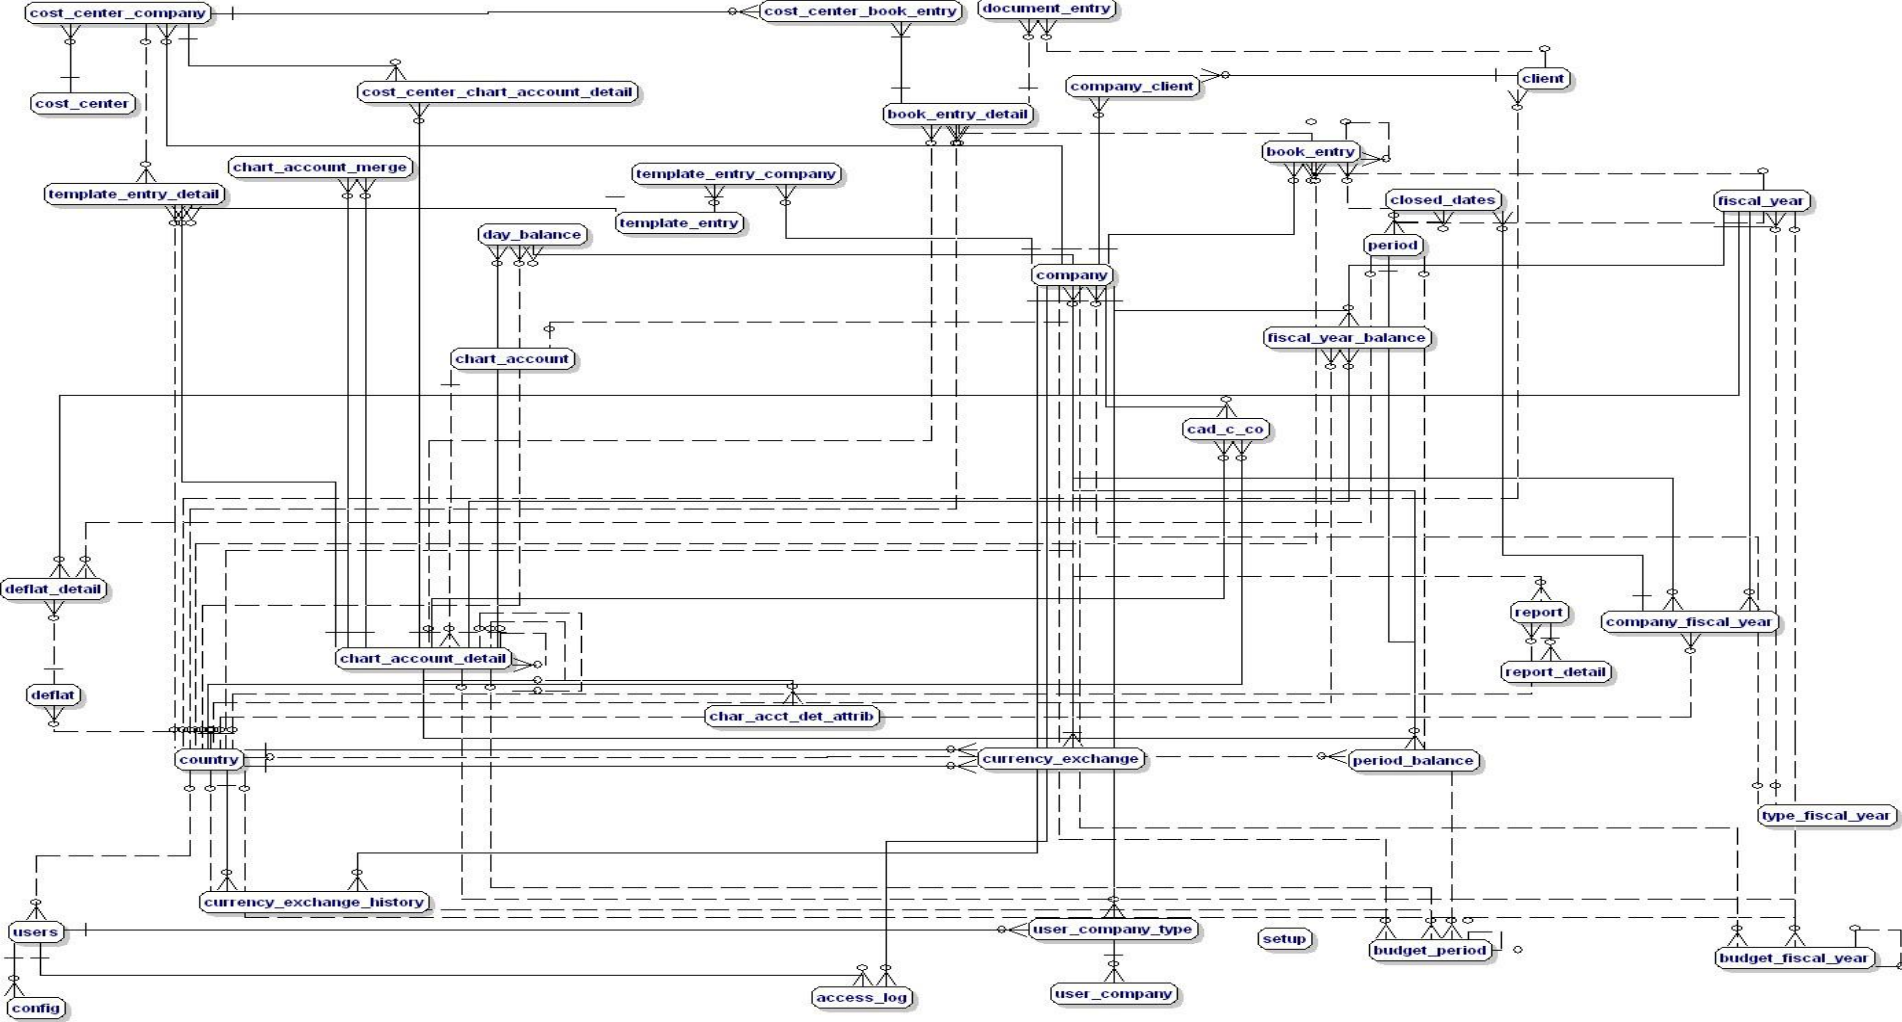 cost_center_company
cost_center_book_entry
document_entry
client
company_client
cost_center_chart_account_detail
cost_center
book_entry_detail
book_entry
chart_account_merge
template_entry_company
template_entry_detail
closed_dates
fiscal_year
template_entry
day_balance
period
company
fiscal_year_balance
chart_account
cad_c_co
deflat_detail
report
company_fiscal_year
chart_account_detail
report_detail
deflat
char_acct_det_attrib
country
currency_exchange
period_balance
type_fiscal_year
currency_exchange_history
users
user_company_type
setup
budget_period
budget_fiscal_year
access_log
user_company
config